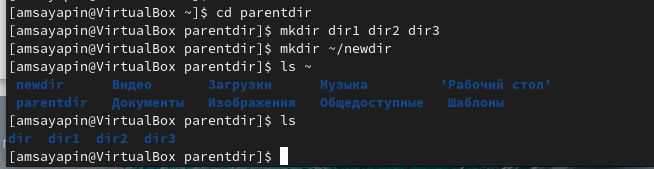 [amsayapin@VirtualBox ~]$ cd parentdir
[amsayapin@VirtualBox parentdir]$ mkdir dir1 dir2 dir3
[amsayapin@VirtualBox parentdir]$ mkdir ~/newdir
[amsayapin@VirtualBox parentdir]$ ls ~
newdir Видео Загрузки Музыка 'Рабочий стол'
parentdir Документы Изображения Общедоступные Шаблоны
[amsayapin@VirtualBox parentdir]$ ls
dir dir1 dir2 dir3
[amsayapin@VirtualBox parentdir]$